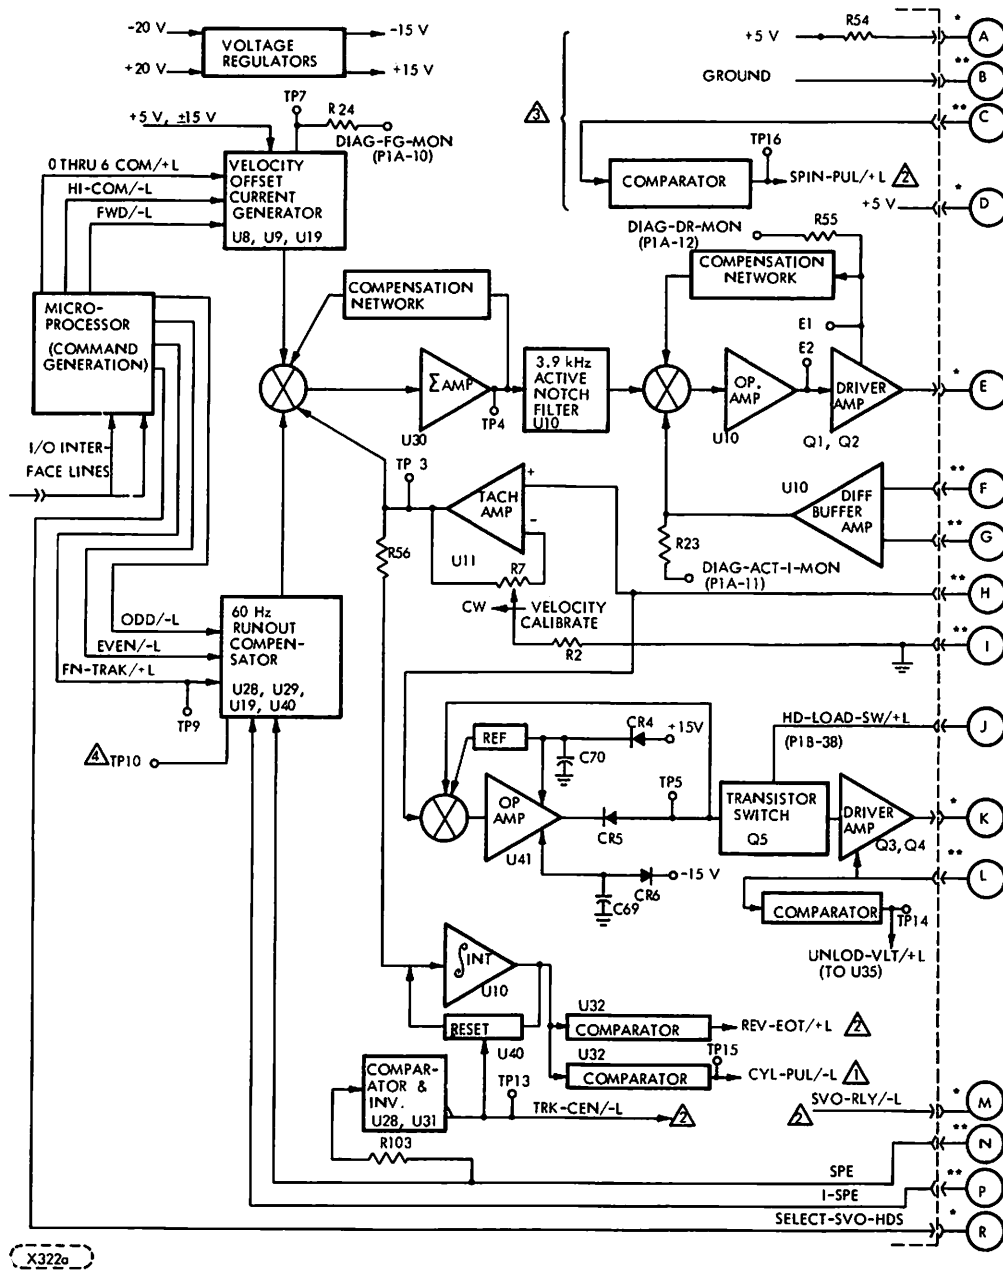 -20 V
-15 V
VOLTAGE
REGULATORS
+20 V
+15 V
TP7
R24
+5 V, ±15 V
DIAG-FG-MON
(P1A-10)
0 THRU 6 COM/+L
HI-COM/-L
FWD/-L
VELOCITY
OFFSET
CURRENT
GENERATOR
U8, U9, U19
+5 V
R54
*
A
GROUND
**
B
3
**
C
TP16
COMPARATOR
SPIN-PUL/+L
2
*
+5 V
D
DIAG-DR-MON
(P1A-12)
R55
COMPENSATION
NETWORK
COMPENSATION
NETWORK
MICRO-
PROCESSOR
(COMMAND
GENERATION)
E1
E2
Σ AMP
U30
TP4
3.9 kHz
ACTIVE
NOTCH
FILTER
U10
OP.
AMP
U10
DRIVER
AMP
Q1, Q2
*
E
I/O INTER-
FACE LINES
TP 3
TACH
AMP
+
-
U11
R56
R7
CW
VELOCITY
CALIBRATE
R2
U10
DIFF
BUFFER
AMP
**
F
**
G
R23
DIAG-ACT-I-MON
(P1A-11)
**
H
**
I
60 Hz
RUNOUT
COMPEN-
SATOR
U28, U29,
U19, U40
ODD/-L
EVEN/-L
FN-TRAK/+L
TP9
4
TP10
REF
CR4
+15V
C70
OP
AMP
U41
CR5
TP5
CR6
-15 V
C69
HD-LOAD-SW/+L
(P1B-38)
J
TRANSISTOR
SWITCH
Q5
DRIVER
AMP
Q3, Q4
*
K
**
L
COMPARATOR
TP14
UNLOD-VLT/+L
(TO U35)
∫INT
U10
RESET
U40
U32
COMPARATOR
REV-EOT/+L
2
U32
COMPARATOR
TP15
CYL-PUL/-L
1
COMPAR-
ATOR &
INV.
U28, U31
TP13
TRK-CEN/-L
2
R103
2
SVO-RLY/-L
*
M
**
N
SPE
**
P
I-SPE
SELECT-SVO-HDS
*
R
X322a